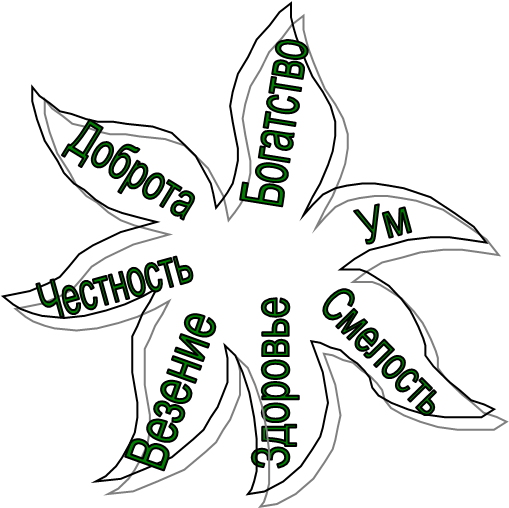 Богатство
Доброта
Ум
Честность
Смелость
Везение
Здоровье